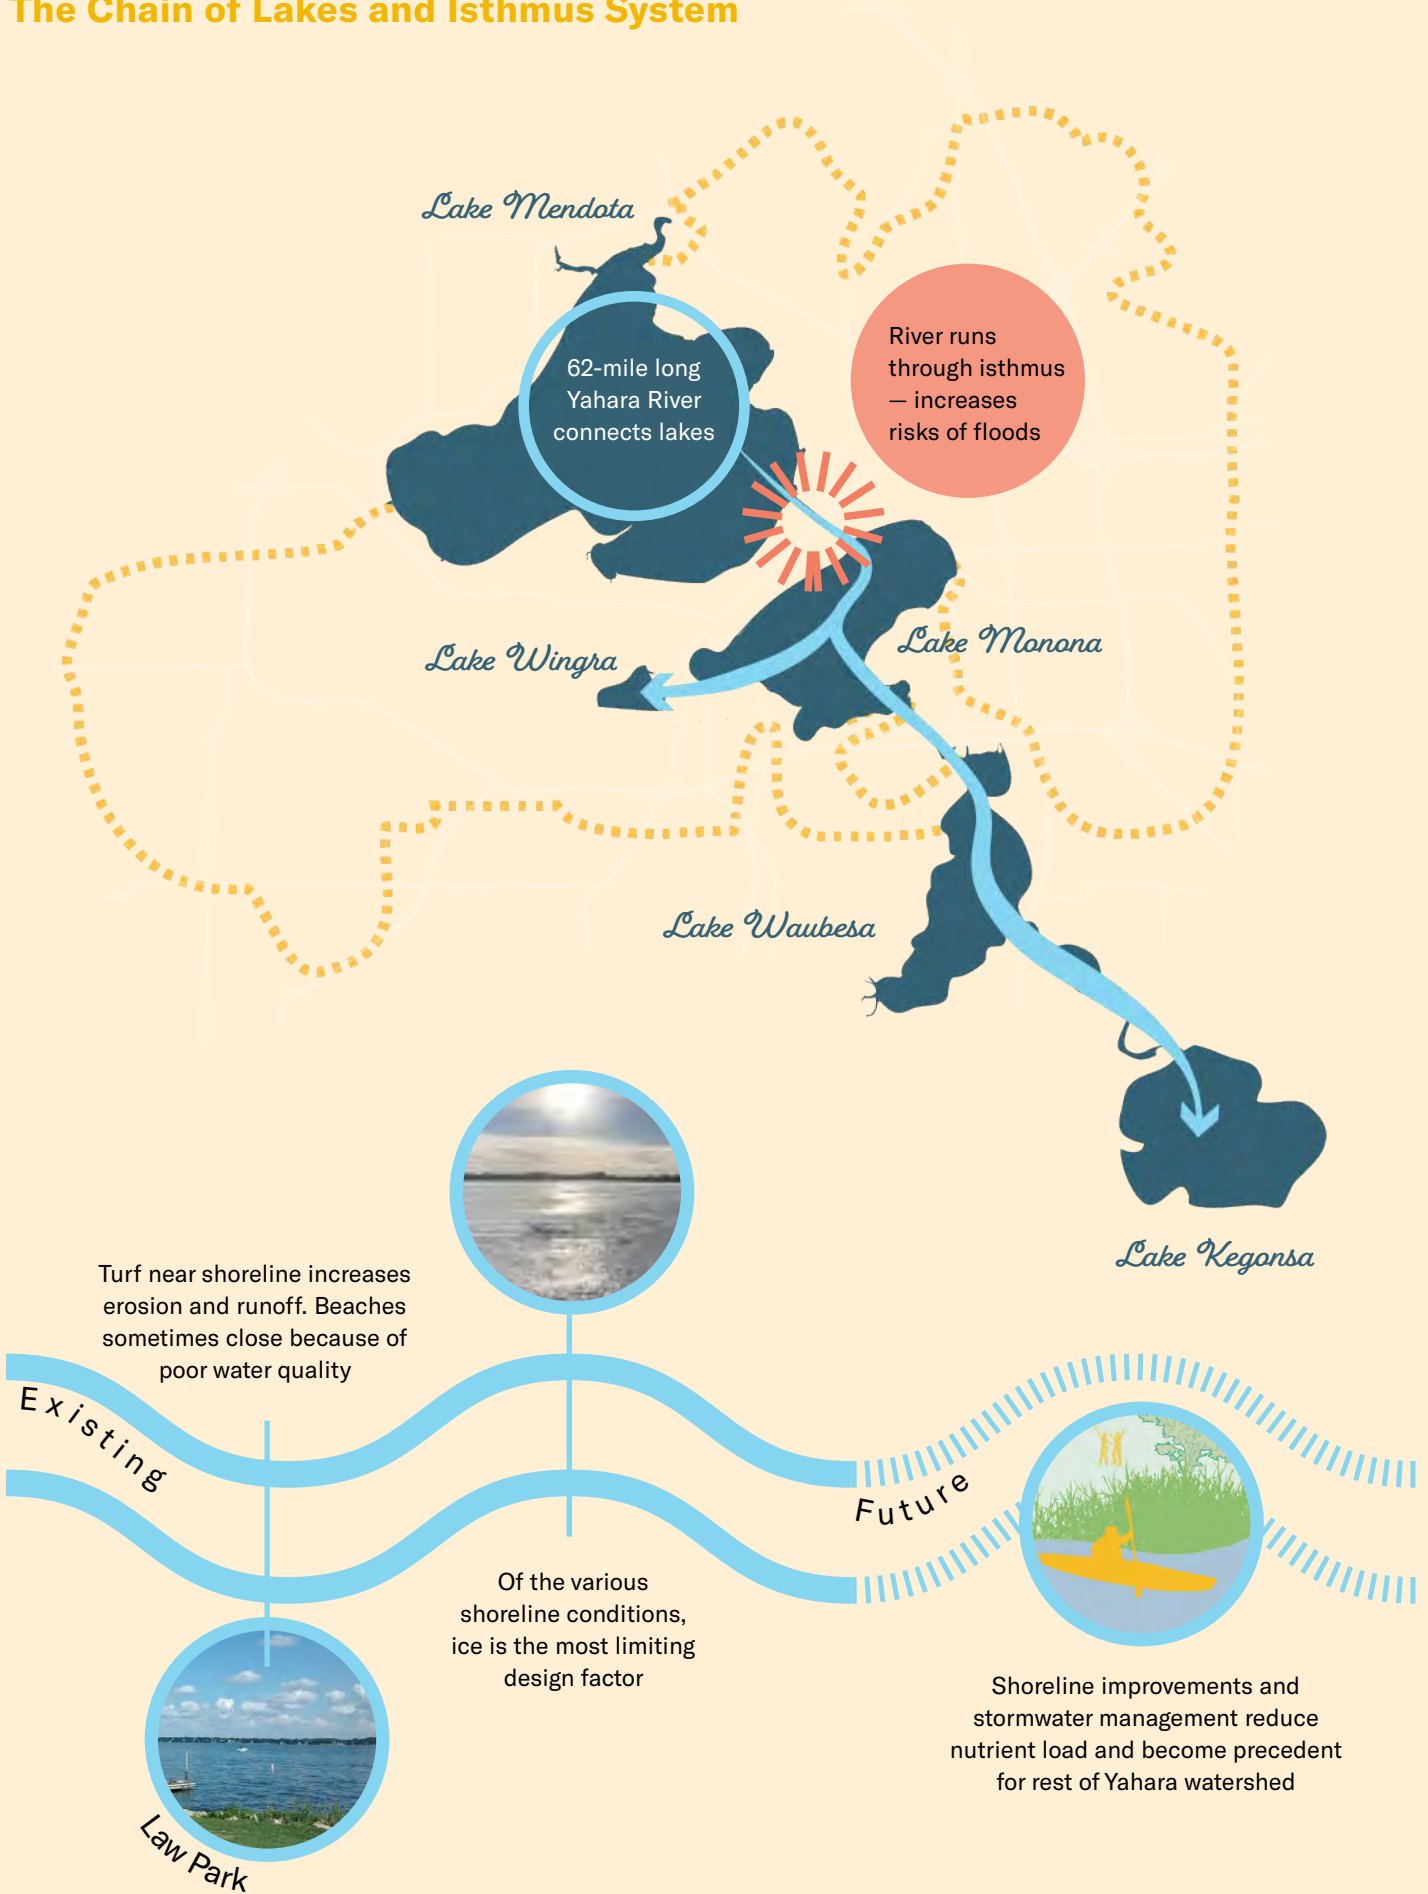 The Chain of Lakes and Isthmus System
Lake Mendota
62-mile long
Yahara River
connects lakes
River runs
through isthmus
— increases
risks of floods
Lake Wingra
Lake Monona
Lake Waubesa
Lake Kegonsa
Turf near shoreline increases
erosion and runoff. Beaches
sometimes close because of
poor water quality
Existing
Future
Of the various
shoreline conditions,
ice is the most limiting
design factor
Shoreline improvements and
stormwater management reduce
nutrient load and become precedent
for rest of Yahara watershed
Law Park